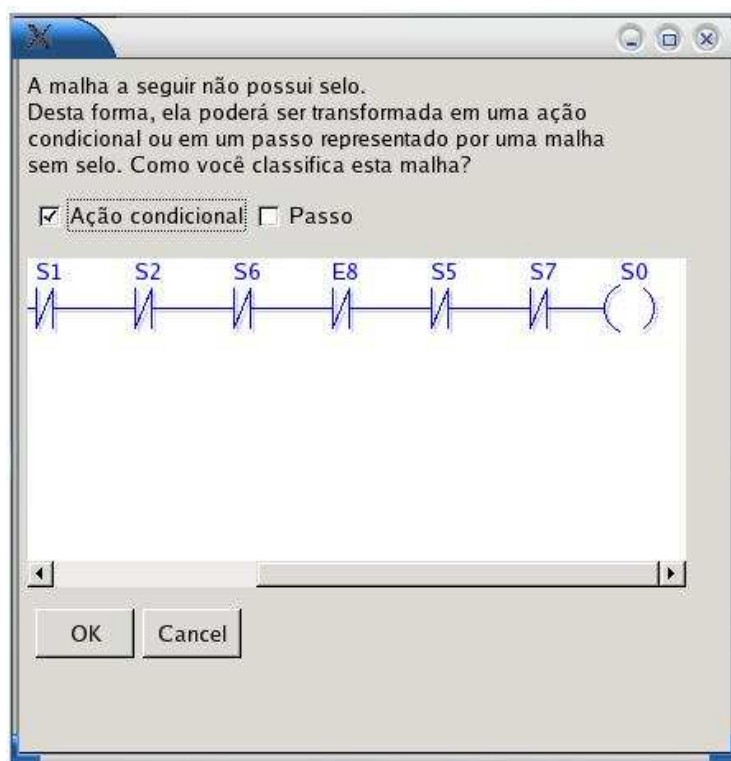 A malha a seguir não possui selo.
Desta forma, ela poderá ser transformada em uma ação
condicional ou em um passo representado por uma malha
sem selo. Como você classifica esta malha?
Ação condicional Passo
S1 S2 S6 E8 S5 S7 S0
OK Cancel